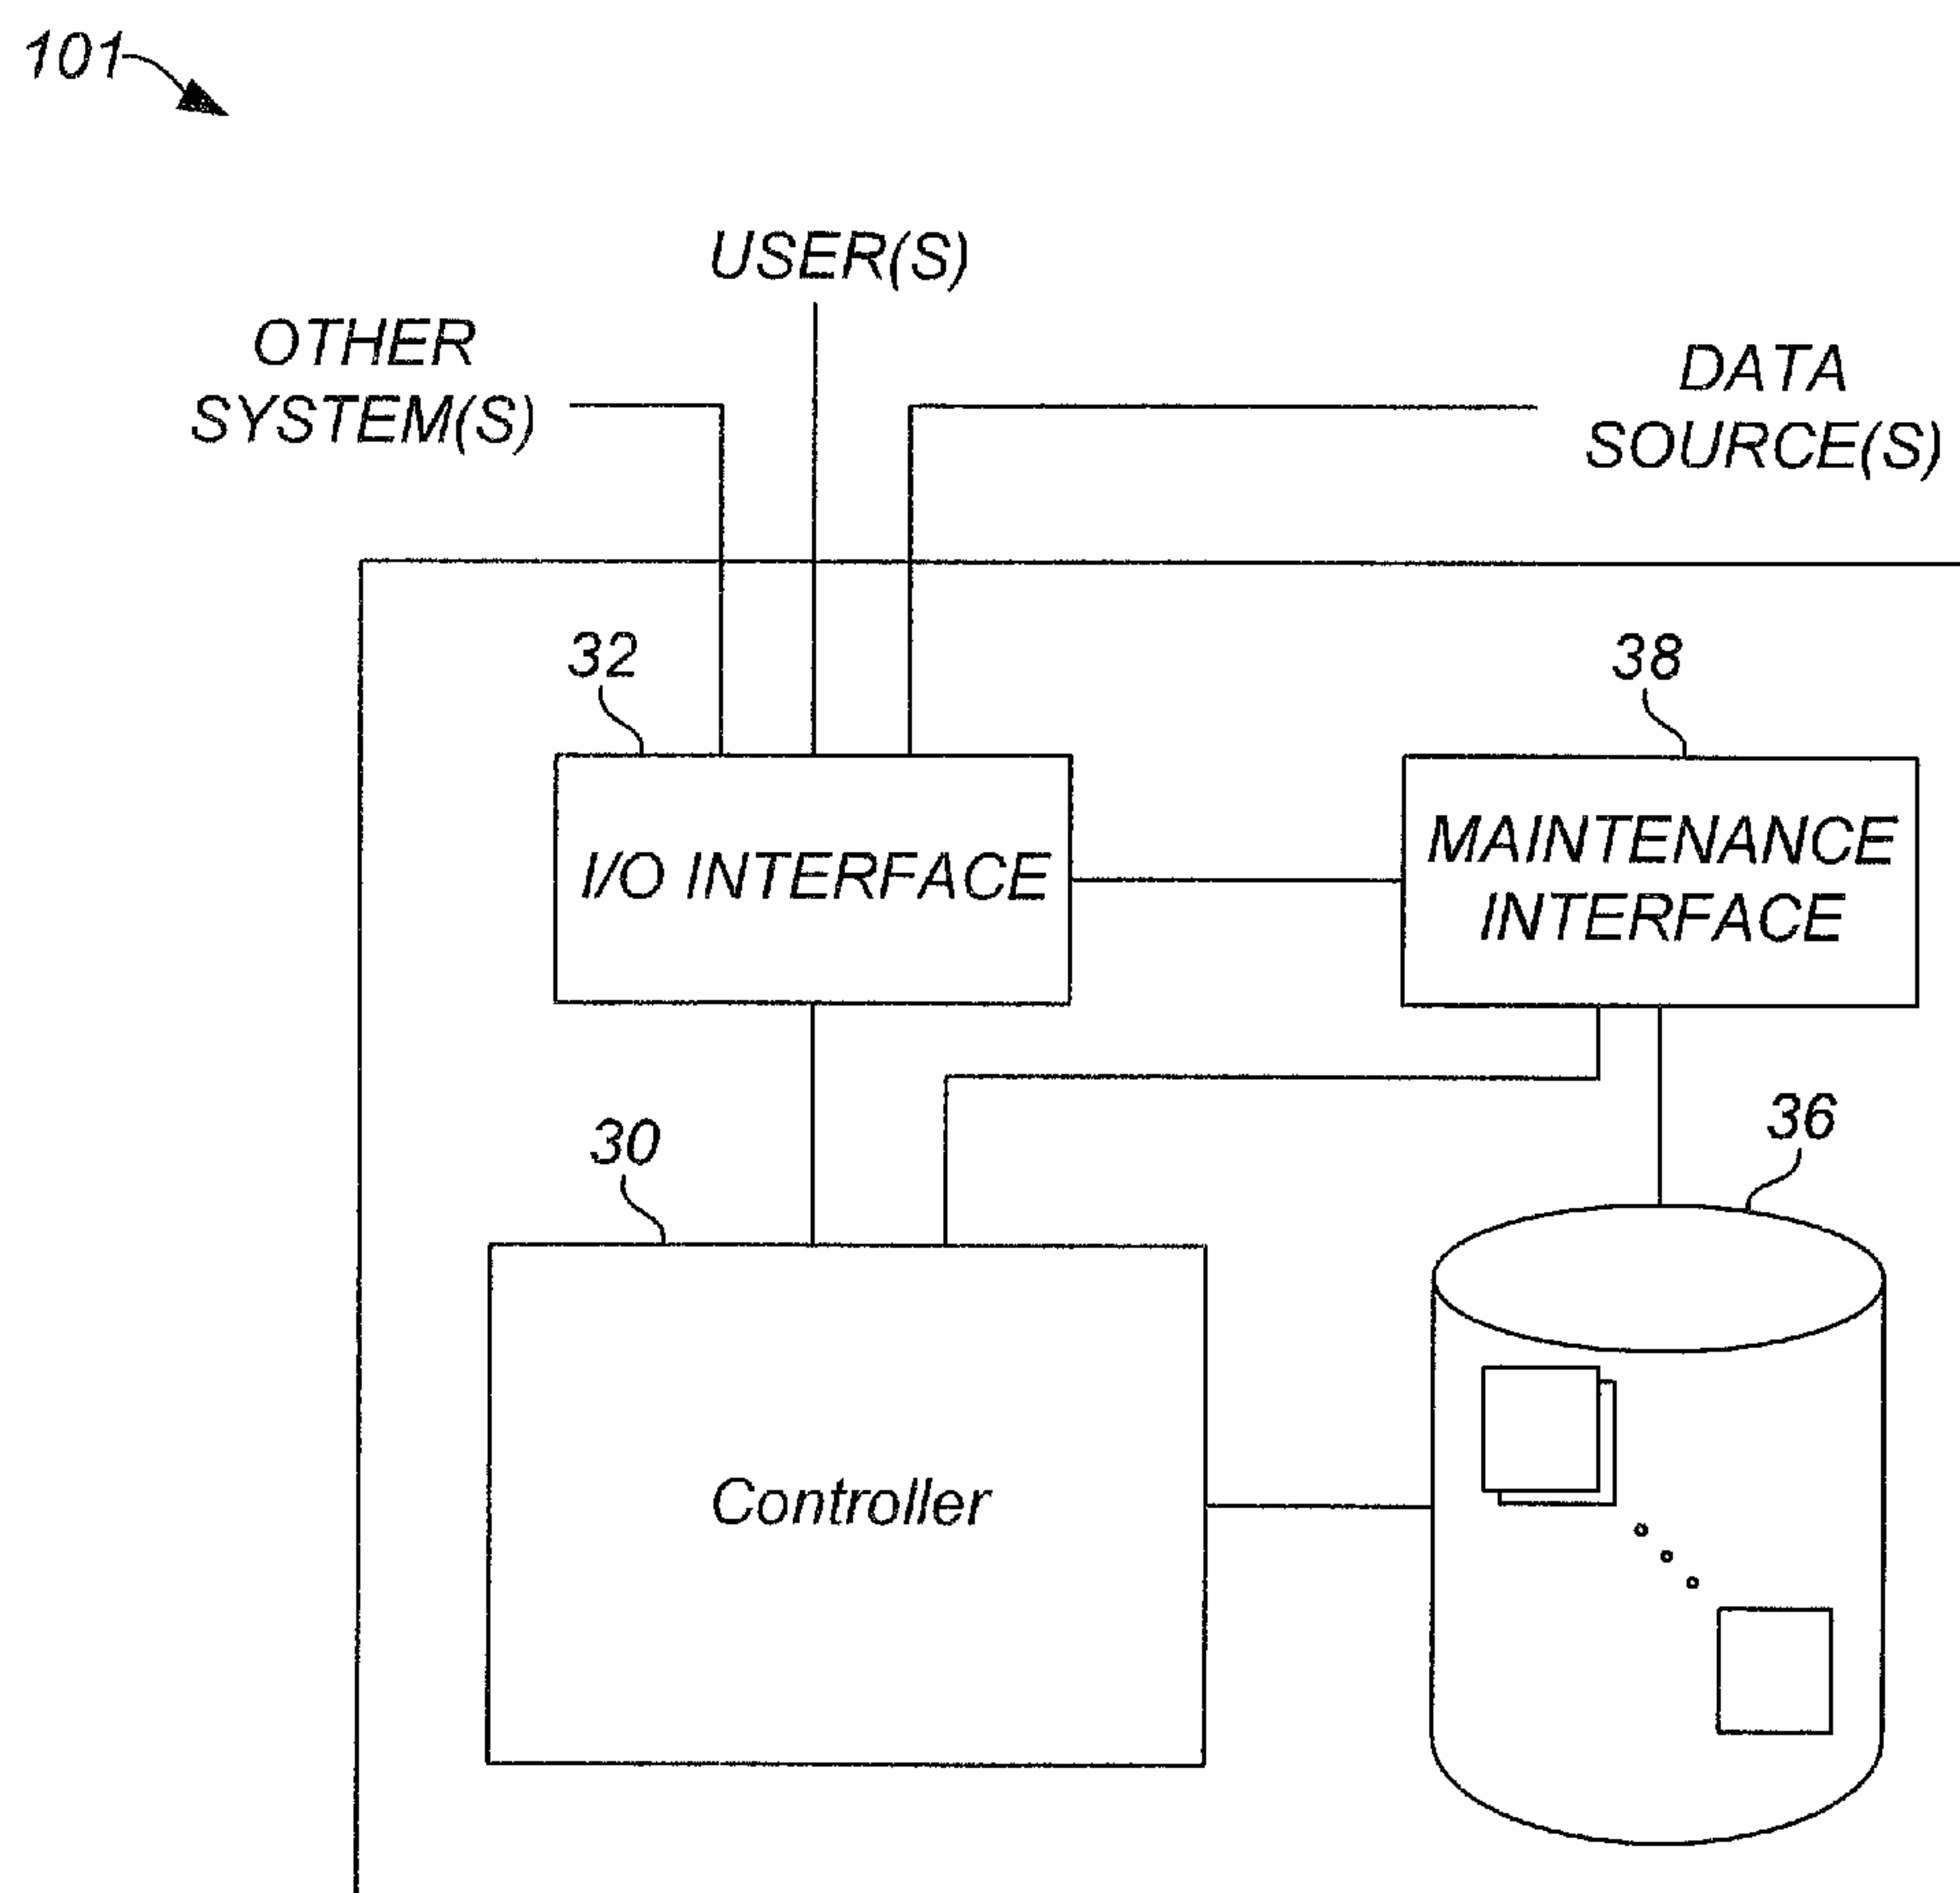 101
USER(S)
OTHER
SYSTEM(S)
DATA
SOURCE(S)
32
38
I/O INTERFACE
MAINTENANCE
INTERFACE
30
36
Controller